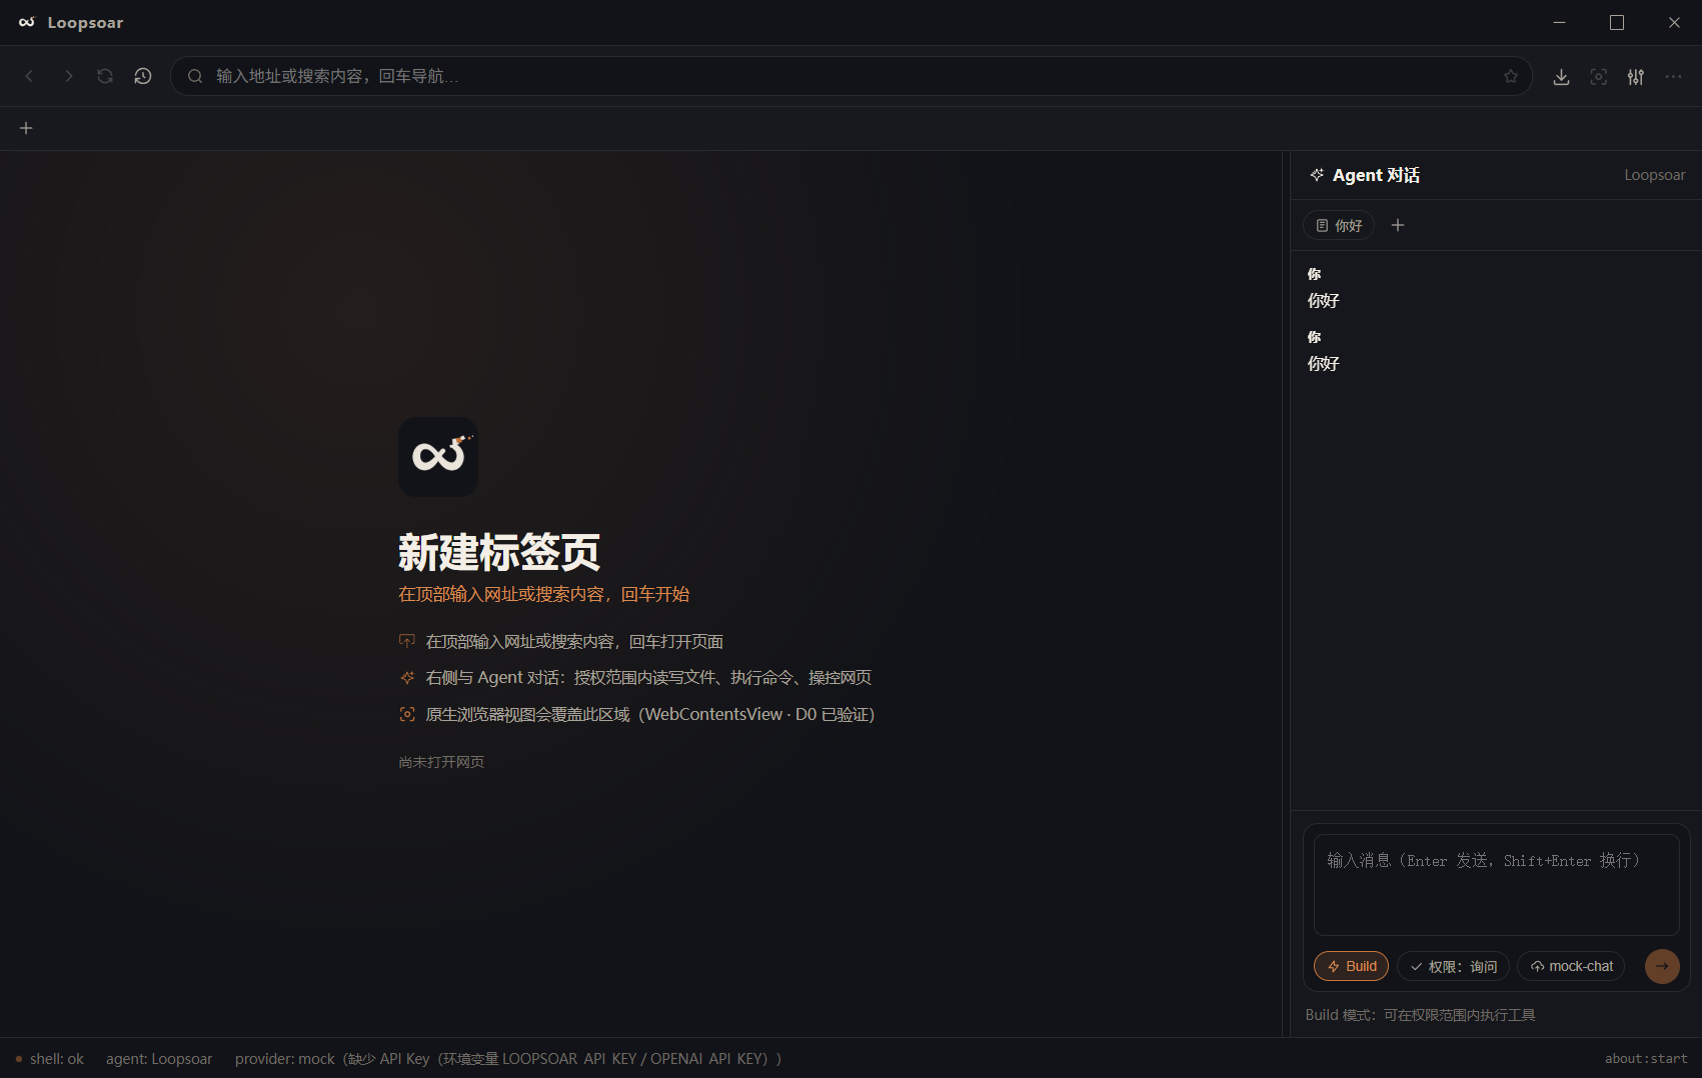 Loopsoar
输入地址或搜索内容，回车导航...
Agent 对话
Loopsoar
你好
你
你好
你
你好
新建标签页
在顶部输入网址或搜索内容，回车开始
在顶部输入网址或搜索内容，回车打开页面
右侧与 Agent 对话：授权范围内读写文件、执行命令、操控网页
原生浏览器视图会覆盖此区域（WebContentsView · D0 已验证）
尚未打开网页
输入消息（Enter 发送，Shift+Enter 换行）
Build
权限：询问
mock-chat
Build 模式：可在权限范围内执行工具
shell: ok
agent: Loopsoar
provider: mock（缺少 API Key（环境变量 LOOPSOAR_API_KEY / OPENAI_API_KEY））
about:start